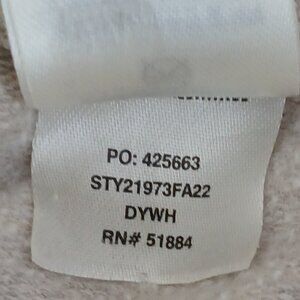 PO: 425663
STY21973FA22
DYWH
RN# 51884